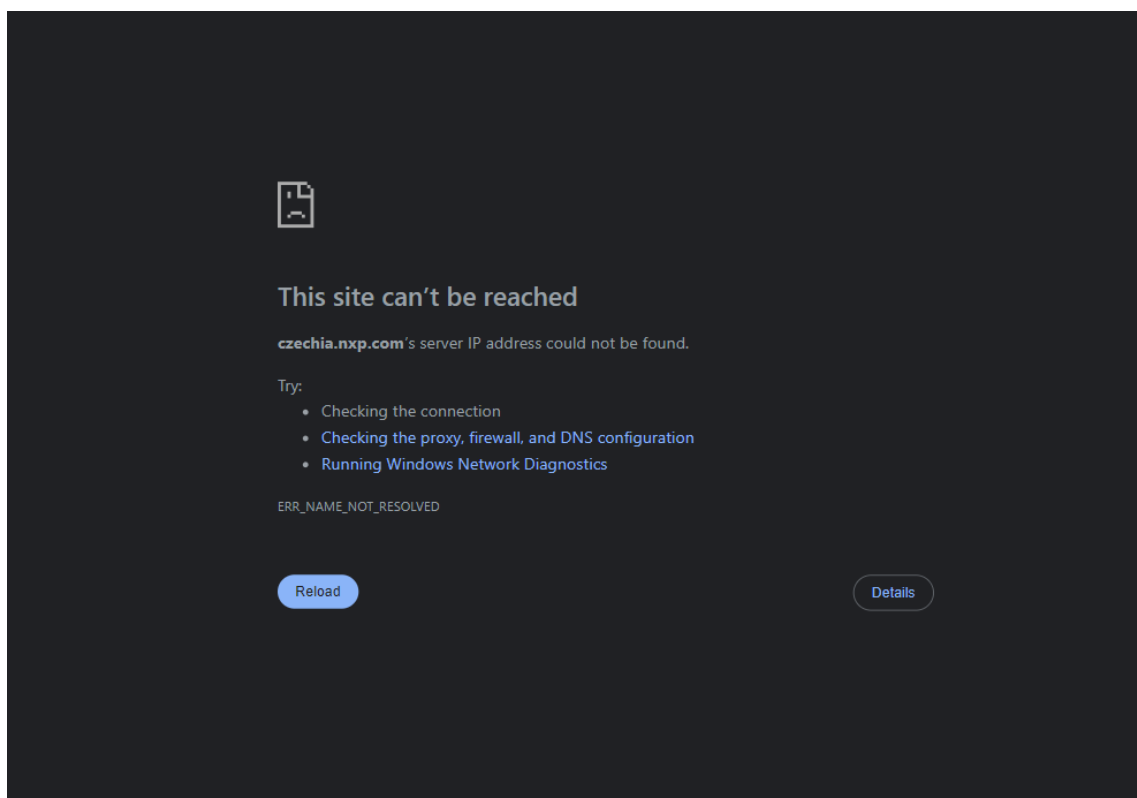 This site can’t be reached
czechia.nxp.com’s server IP address could not be found.
Try:
• Checking the connection
• Checking the proxy, firewall, and DNS configuration
• Running Windows Network Diagnostics
ERR_NAME_NOT_RESOLVED
Reload
Details